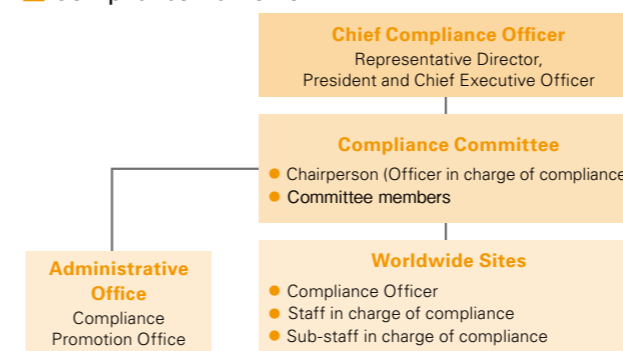 Chief Compliance Officer
Representative Director,
President and Chief Executive Officer
Compliance Committee
● Chairperson (Officer in charge of compliance
● Committee members
Administrative
Office
Compliance
Promotion Office
Worldwide Sites
● Compliance Officer
● Staff in charge of compliance
● Sub-staff in charge of compliance